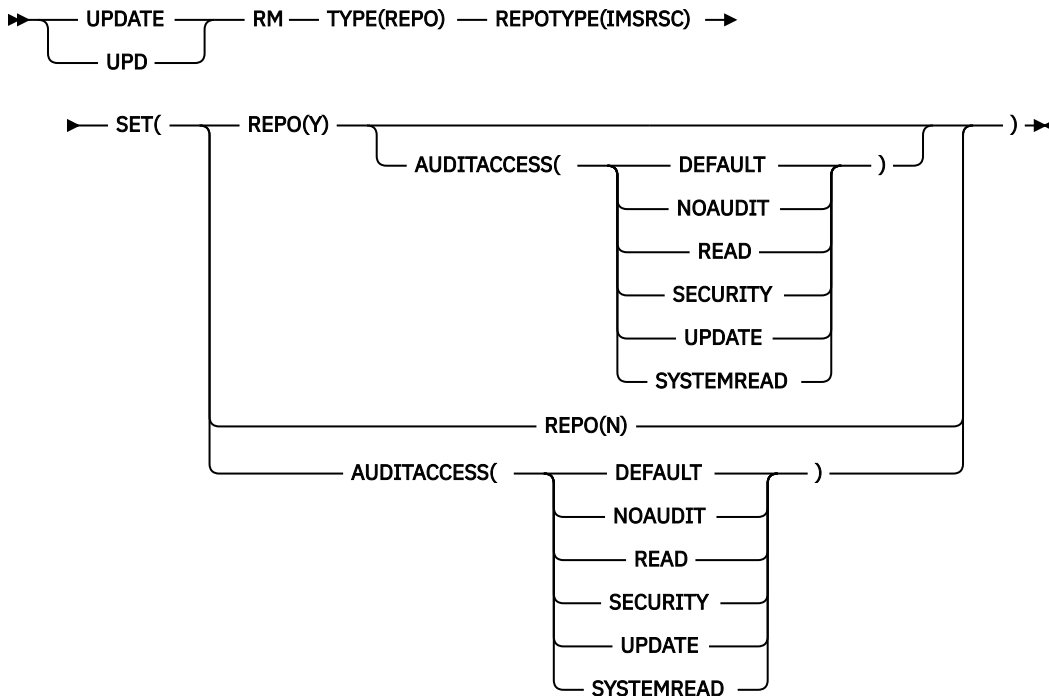 UPDATE RM TYPE(REPO) REPOTYPE(IMSRSC)
UPD
SET( REPO(Y) )
AUDITACCESS( DEFAULT )
NOAUDIT
READ
SECURITY
UPDATE
SYSTEMREAD
REPO(N)
AUDITACCESS( DEFAULT )
NOAUDIT
READ
SECURITY
UPDATE
SYSTEMREAD